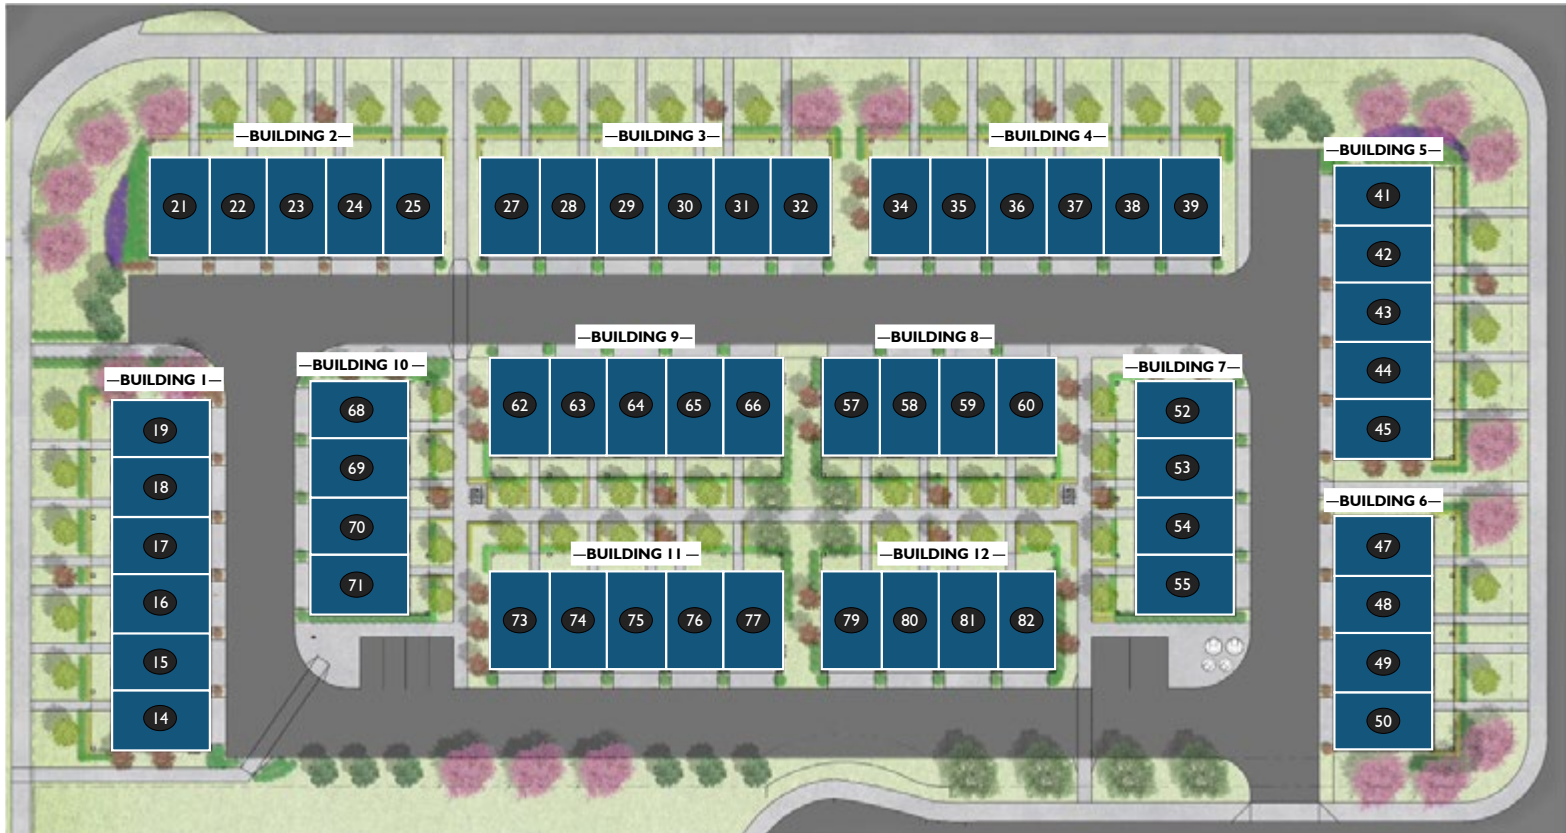 —BUILDING 2—
—BUILDING 3—
—BUILDING 4—
—BUILDING 5—
21 22 23 24 25
27 28 29 30 31 32
34 35 36 37 38 39
41
42
43
44
45
—BUILDING 9—
—BUILDING 8—
—BUILDING 10—
—BUILDING 7—
—BUILDING 1—
62 63 64 65 66
57 58 59 60
68
69
70
71
52
53
54
55
19
18
17
16
15
14
—BUILDING 6—
47
48
49
50
—BUILDING 11—
—BUILDING 12—
73 74 75 76 77
79 80 81 82